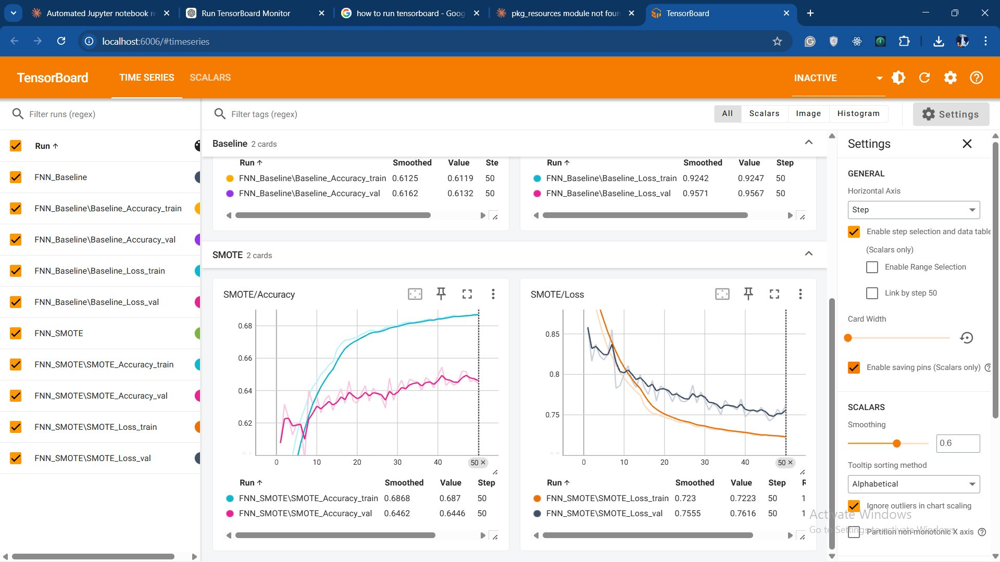 Automated Jupyter notebook re
Run TensorBoard Monitor
how to run tensorboard - Goog
pkg_resources module not foun
TensorBoard
localhost:6006/#timeseries
TensorBoard
TIME SERIES
SCALARS
INACTIVE
Filter runs (regex)
Filter tags (regex)
All
Scalars
Image
Histogram
Settings
Run ↑
FNN_Baseline
FNN_Baseline\Baseline_Accuracy_train
FNN_Baseline\Baseline_Accuracy_val
FNN_Baseline\Baseline_Loss_train
FNN_Baseline\Baseline_Loss_val
FNN_SMOTE
FNN_SMOTE\SMOTE_Accuracy_train
FNN_SMOTE\SMOTE_Accuracy_val
FNN_SMOTE\SMOTE_Loss_train
FNN_SMOTE\SMOTE_Loss_val
Baseline 2 cards
Run ↑ Smoothed Value Ste
FNN_Baseline\Baseline_Accuracy_train 0.6125 0.6119 50
FNN_Baseline\Baseline_Accuracy_val 0.6162 0.6132 50
Run ↑ Smoothed Value Step
FNN_Baseline\Baseline_Loss_train 0.9242 0.9247 50
FNN_Baseline\Baseline_Loss_val 0.9571 0.9567 50
SMOTE 2 cards
SMOTE/Accuracy
0.68
0.66
0.64
0.62
0 10 20 30 40 50
Run ↑ Smoothed Value Step
FNN_SMOTE\SMOTE_Accuracy_train 0.6868 0.687 50
FNN_SMOTE\SMOTE_Accuracy_val 0.6462 0.6446 50
SMOTE/Loss
0.85
0.8
0.75
0 10 20 30 40 50
Run ↑ Smoothed Value Step
FNN_SMOTE\SMOTE_Loss_train 0.723 0.7223 50 1
FNN_SMOTE\SMOTE_Loss_val 0.7555 0.7616 50 1
Settings
GENERAL
Horizontal Axis
Step
Enable step selection and data table
(Scalars only)
Enable Range Selection
Link by step 50
Card Width
Enable saving pins (Scalars only)
SCALARS
Smoothing
0.6
Tooltip sorting method
Alphabetical
Ignore outliers in chart scaling
Partition non-monotonic X axis
Activate Windows
Go to Settings to activate Windows.